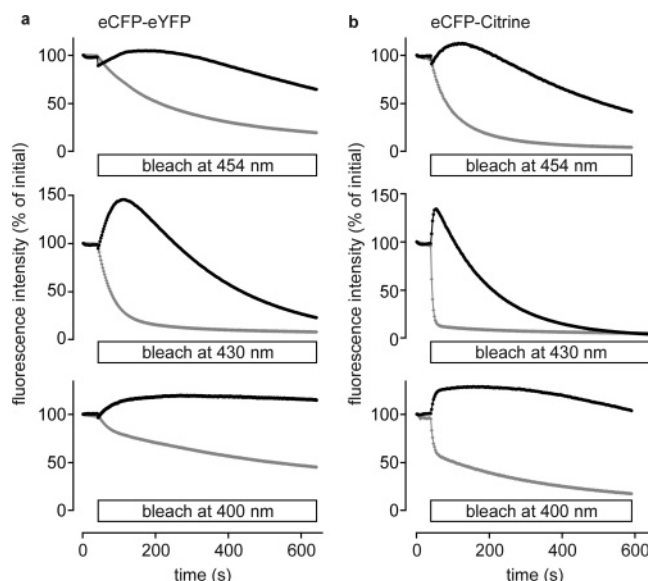 a eCFP-eYFP
b eCFP-Citrine
fluorescence intensity (% of initial)
100
50
0
bleach at 454 nm
150
100
50
0
bleach at 430 nm
100
50
0
bleach at 400 nm
0 200 400 600
time (s)
fluorescence intensity (% of initial)
100
50
0
bleach at 454 nm
150
100
50
0
bleach at 430 nm
100
50
0
bleach at 400 nm
0 200 400 600
time (s)